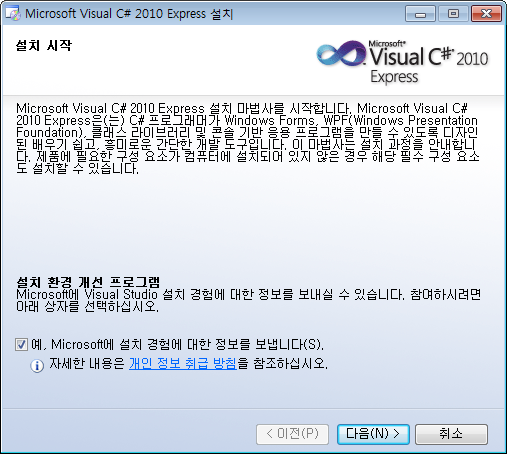 Microsoft Visual C# 2010 Express 설치
설치 시작
Microsoft®
Visual C#® 2010
Express
Microsoft Visual C# 2010 Express 설치 마법사를 시작합니다. Microsoft Visual C#
2010 Express은(는) C# 프로그래머가 Windows Forms, WPF(Windows Presentation
Foundation), 클래스 라이브러리 및 콘솔 기반 응용 프로그램을 만들 수 있도록 디자인
된 배우기 쉽고, 흥미로운 간단한 개발 도구입니다. 이 마법사는 설치 과정을 안내합니
다. 제품에 필요한 구성 요소가 컴퓨터에 설치되어 있지 않은 경우 해당 필수 구성 요소
도 설치할 수 있습니다.
설치 환경 개선 프로그램
Microsoft에 Visual Studio 설치 경험에 대한 정보를 보내실 수 있습니다. 참여하시려면
아래 상자를 선택하십시오.
예, Microsoft에 설치 경험에 대한 정보를 보냅니다(S).
자세한 내용은 개인 정보 취급 방침을 참조하십시오.
< 이전(P) 다음(N) > 취소